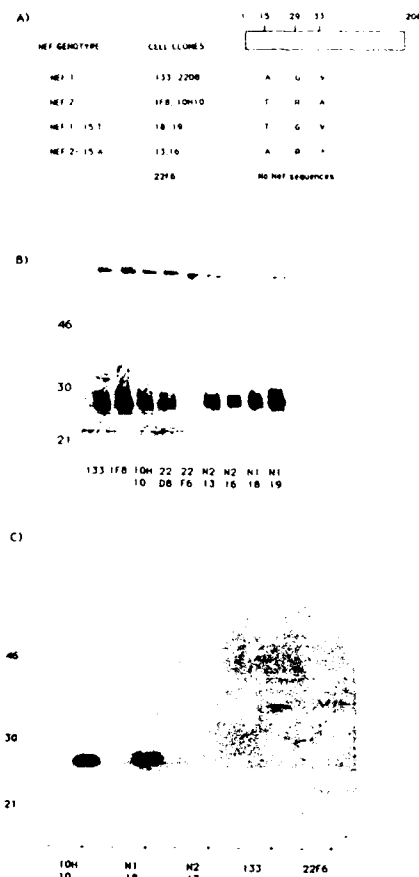 A)
1 15 29 33 206
NEF GENOTYPE CELL CLONES
NEF 1 133 22D8 A G V
NEF 2 1F8 10H10 T R A
NEF 1 15 T 18 19 T G V
NEF 2- 15 A 13,16 A R
22F6 No Nef sequences
B)
46
30
21
133 1F8 10H 22 22 N2 N2 N1 N1
10 D8 F6 13 16 18 19
C)
46
30
21
10H N1 N2 133 22F6